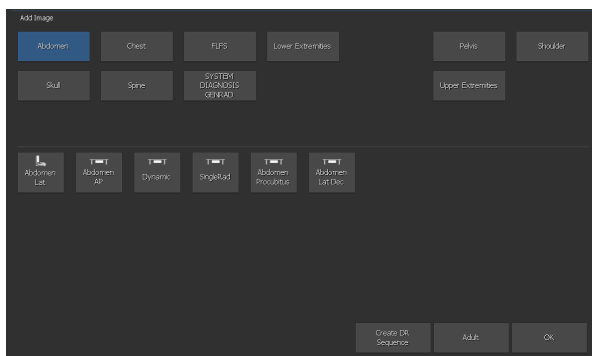 Add Image
Abdomen
Chest
FLFS
Lower Extremities
Pelvis
Shoulder
Skull
Spine
SYSTEM
DIAGNOSIS
GENRAD
Upper Extremities
Abdomen
Lat
Abdomen
AP
Dynamic
SingleRad
Abdomen
Procubitus
Abdomen
Lat Dec
Create DR
Sequence
Adult
OK